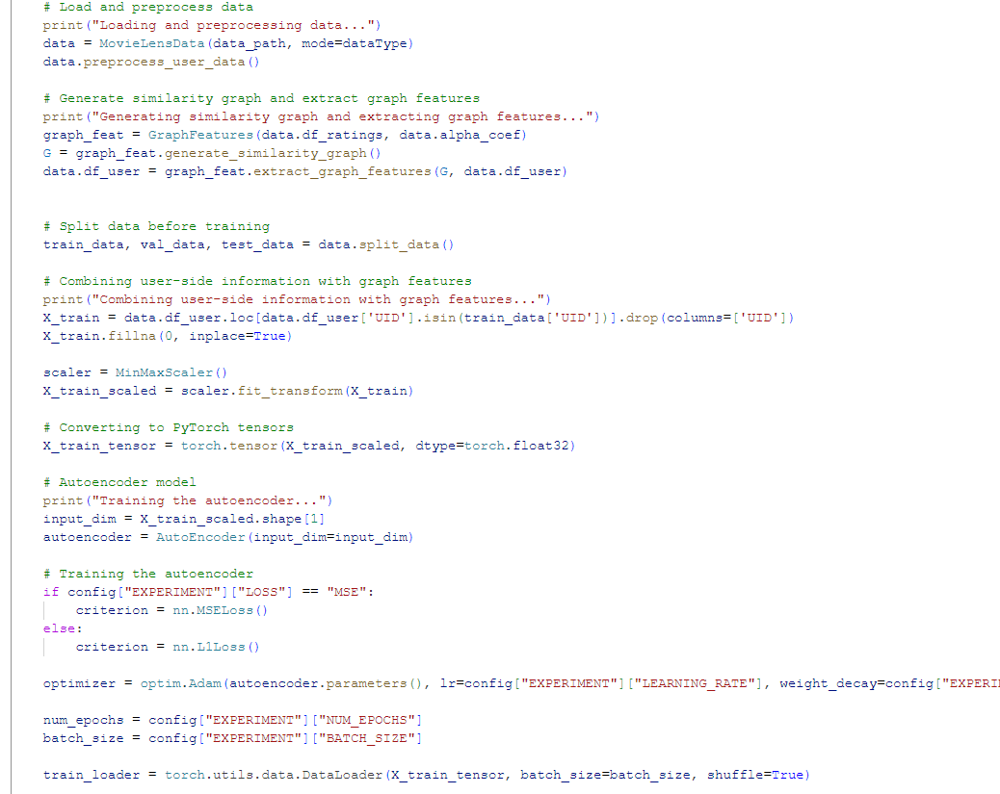 # Load and preprocess data
print("Loading and preprocessing data...")
data = MovieLensData(data_path, mode=dataType)
data.preprocess_user_data()
# Generate similarity graph and extract graph features
print("Generating similarity graph and extracting graph features...")
graph_feat = GraphFeatures(data.df_ratings, data.alpha_coef)
G = graph_feat.generate_similarity_graph()
data.df_user = graph_feat.extract_graph_features(G, data.df_user)
# Split data before training
train_data, val_data, test_data = data.split_data()
# Combining user-side information with graph features
print("Combining user-side information with graph features...")
X_train = data.df_user.loc[data.df_user['UID'].isin(train_data['UID'])].drop(columns=['UID'])
X_train.fillna(0, inplace=True)
scaler = MinMaxScaler()
X_train_scaled = scaler.fit_transform(X_train)
# Converting to PyTorch tensors
X_train_tensor = torch.tensor(X_train_scaled, dtype=torch.float32)
# Autoencoder model
print("Training the autoencoder...")
input_dim = X_train_scaled.shape[1]
autoencoder = AutoEncoder(input_dim=input_dim)
# Training the autoencoder
if config["EXPERIMENT"]["LOSS"] == "MSE":
    criterion = nn.MSELoss()
else:
    criterion = nn.L1Loss()
optimizer = optim.Adam(autoencoder.parameters(), lr=config["EXPERIMENT"]["LEARNING_RATE"], weight_decay=config["EXPERI
num_epochs = config["EXPERIMENT"]["NUM_EPOCHS"]
batch_size = config["EXPERIMENT"]["BATCH_SIZE"]
train_loader = torch.utils.data.DataLoader(X_train_tensor, batch_size=batch_size, shuffle=True)